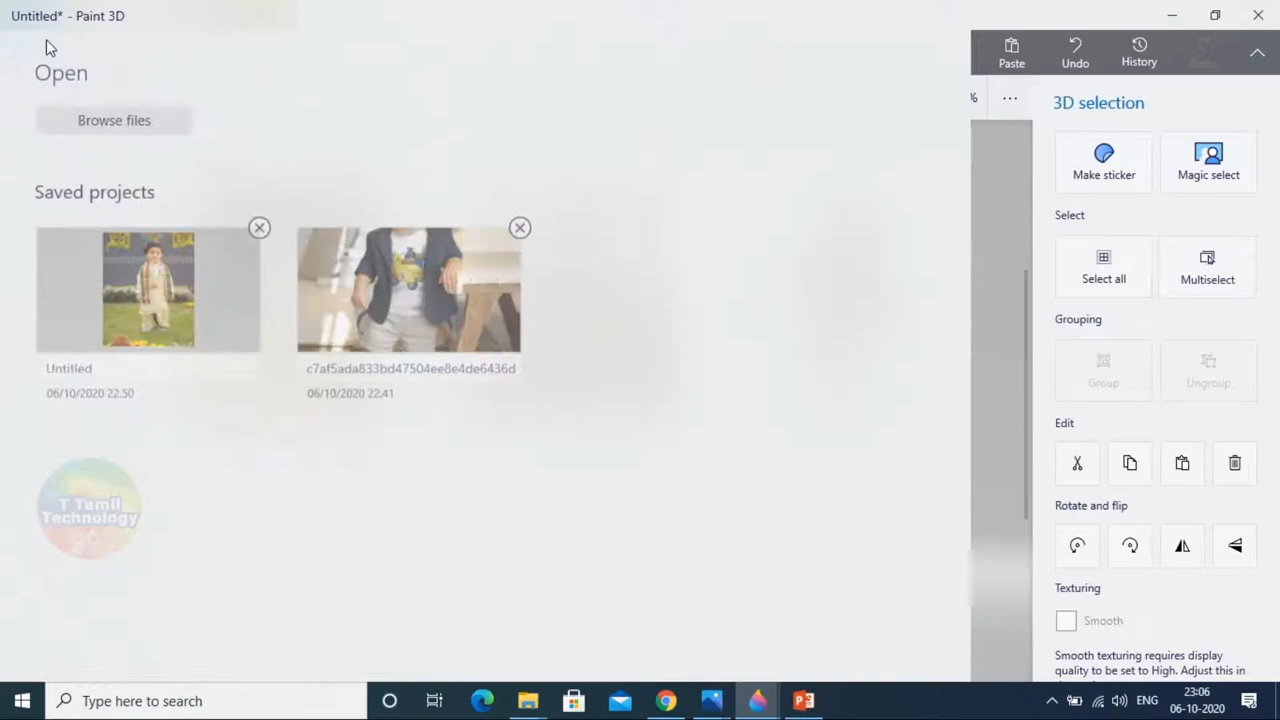 Untitled* - Paint 3D
Open
Browse files
Saved projects
Untitled
06/10/2020 22.50
c7af5ada833bd47504ee8e4de6436d
06/10/2020 22.41
T Tamil
Technology
Paste
Undo
History
%
3D selection
Make sticker
Magic select
Select
Select all
Multiselect
Grouping
Group
Ungroup
Edit
Rotate and flip
Texturing
Smooth
Smooth texturing requires display
quality to be set to High. Adjust this in
Type here to search
ENG
23:06
06-10-2020